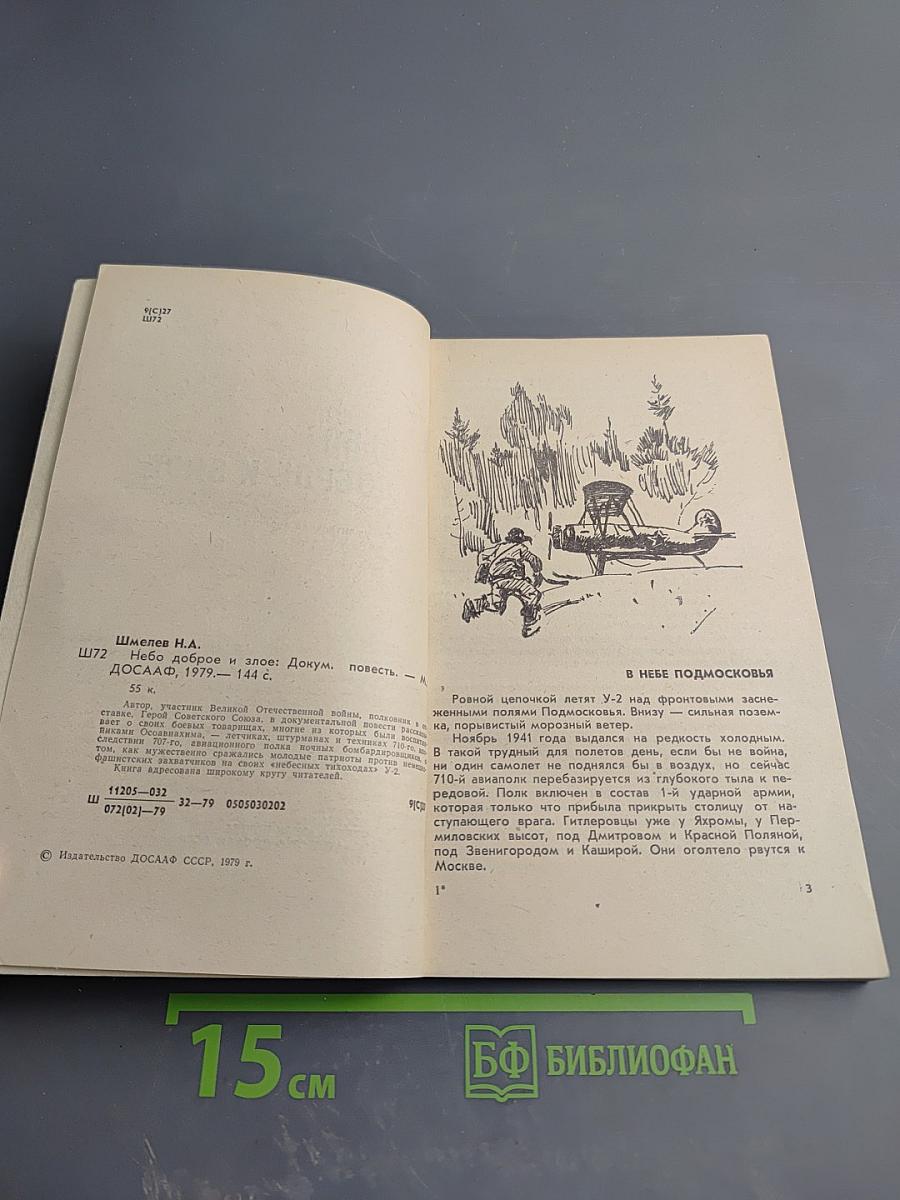 9(С)27
Ш72
Шмелев Н.А.
Ш72 Небо доброе и злое: Докум. повесть. — М.
ДОСААФ, 1979.— 144 с.
55 к.
Автор, участник Великой Отечественной войны, полковник в от-
ставке, Герой Советского Союза, в документальной повести рассказы-
вает о своих боевых товарищах, многие из которых были воспитан-
никами Осоавиахима, — летчиках, штурманах и техниках 710-го,
следствии 707-го, авиационного полка ночных бомбардировщиков, о
том, как мужественно сражались молодые патриоты против немецко-
фашистских захватчиков на своих «небесных тихоходах» У-2.
Книга адресована широкому кругу читателей.
Ш 11205—032 32—79 0505030202 9(С)2
072(02)—79
© Издательство ДОСААФ СССР, 1979 г.
В НЕБЕ ПОДМОСКОВЬЯ
Ровной цепочкой летят У-2 над фронтовыми засне-
женными полями Подмосковья. Внизу — сильная позем-
ка, порывистый морозный ветер.
Ноябрь 1941 года выдался на редкость холодным.
В такой трудный для полетов день, если бы не война,
ни один самолет не поднялся бы в воздух, но сейчас
710-й авиаполк перебазируется из глубокого тыла к пе-
редовой. Полк включен в состав 1-й ударной армии,
которая только что прибыла прикрыть столицу от на-
ступающего врага. Гитлеровцы уже у Яхромы, у Пер-
миловских высот, под Дмитровом и Красной Поляной,
под Звенигородом и Каширой. Они оголтело рвутся к
Москве.
1*
3
15 см
БФ БИБЛИОФАН